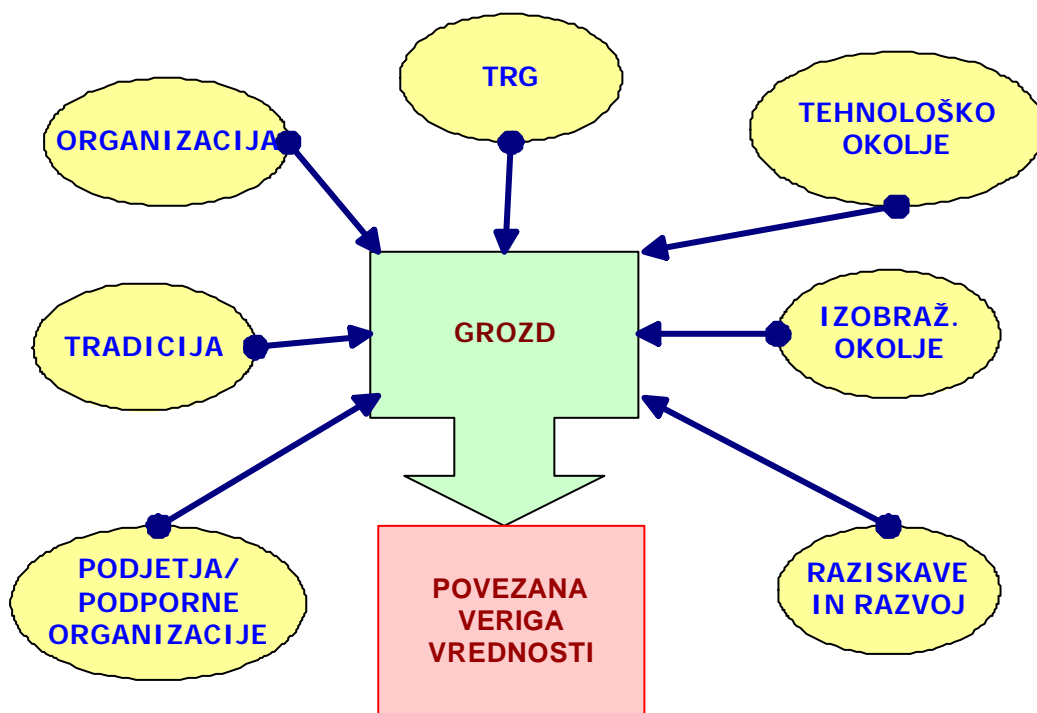 TRG
ORGANIZACIJA
TEHNOLOŠKO
OKOLJE
TRADICIJA
GROZD
IZOBRAŽ.
OKOLJE
PODJETJA/
PODPORNE
ORGANIZACIJE
POVEZANA
VERIGA
VREDNOSTI
RAZISKAVE
IN RAZVOJ